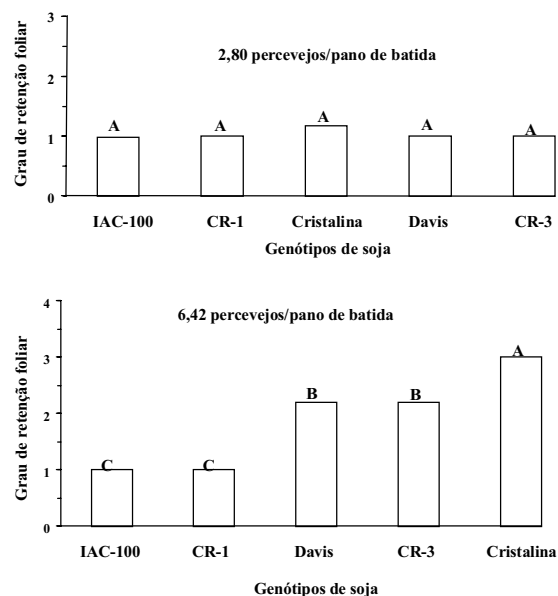 3
2,80 percevejos/pano de batida
2
Grau de retenção foliar
A A A A A
1
0
IAC-100 CR-1 Cristalina Davis CR-3
Genótipos de soja
4
6,42 percevejos/pano de batida
3
A
Grau de retenção foliar
2
B B
1
C C
0
IAC-100 CR-1 Davis CR-3 Cristalina
Genótipos de soja